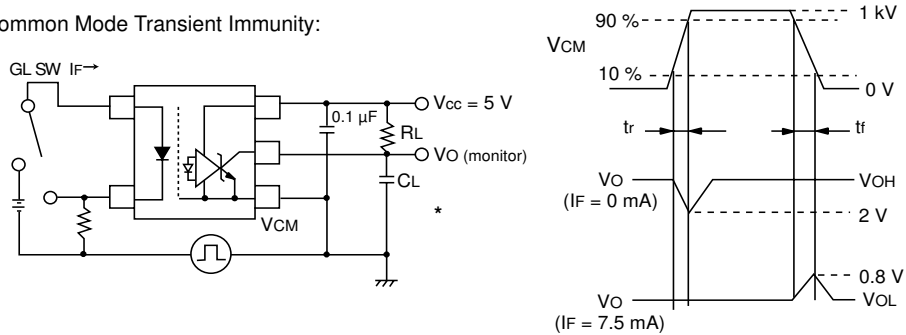 ommon Mode Transient Immunity:
GL SW IF→
Vcc = 5 V
0.1 μF
RL
VO (monitor)
CL
VCM
*
1 kV
90 %
VCM
10 %
0 V
tr
tf
VO
(IF = 0 mA)
VOH
2 V
0.8 V
VO
(IF = 7.5 mA)
VOL